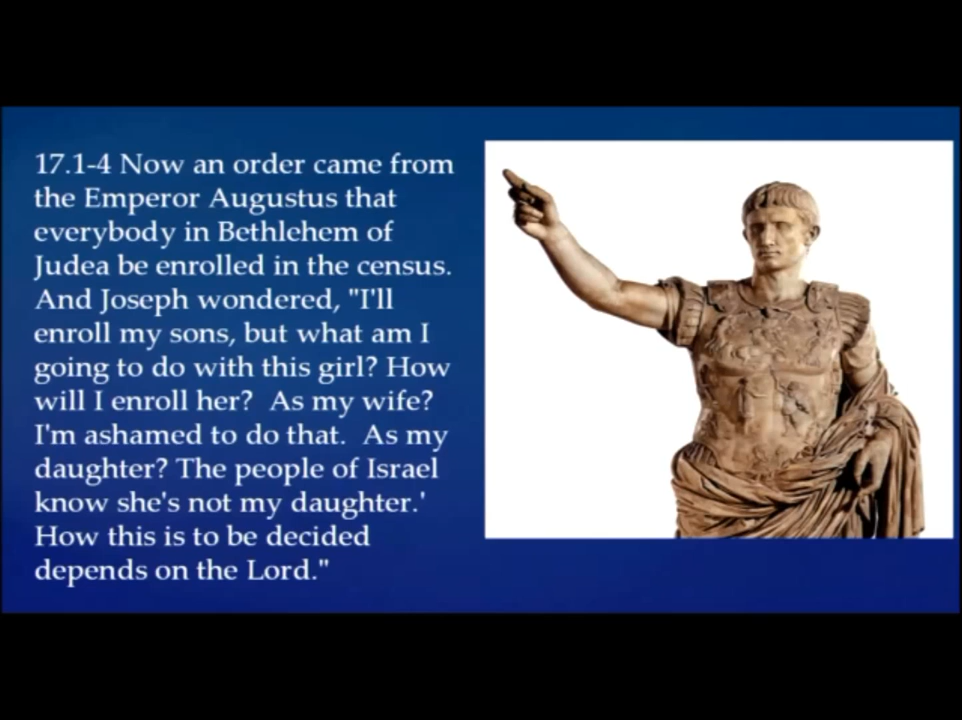 17.1-4 Now an order came from
the Emperor Augustus that
everybody in Bethlehem of
Judea be enrolled in the census.
And Joseph wondered, "I'll
enroll my sons, but what am I
going to do with this girl? How
will I enroll her?  As my wife?
I'm ashamed to do that.  As my
daughter? The people of Israel
know she's not my daughter.'
How this is to be decided
depends on the Lord."